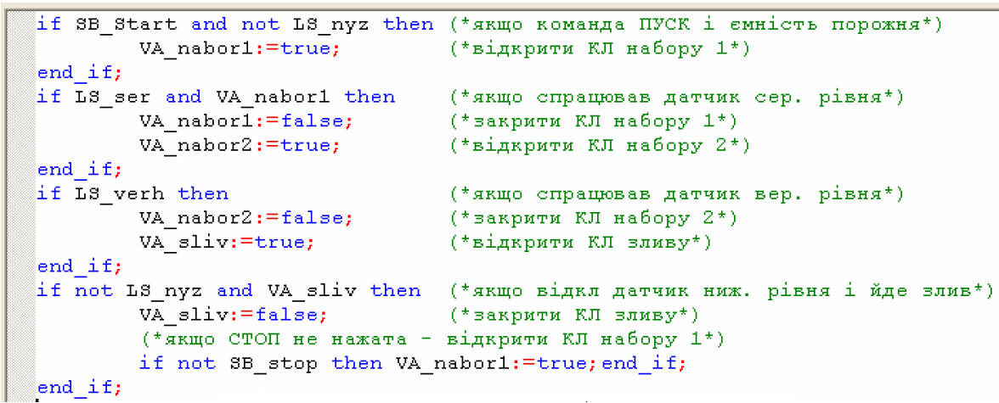 if SB_Start and not LS_nyz then (*якщо команда ПУСК і ємність порожня*)
VA_nabor1:=true; (*відкрити КЛ набору 1*)
end_if;
if LS_ser and VA_nabor1 then (*якщо спрацював датчик сер. рівня*)
VA_nabor1:=false; (*закрити КЛ набору 1*)
VA_nabor2:=true; (*відкрити КЛ набору 2*)
end_if;
if LS_verh then (*якщо спрацював датчик вер. рівня*)
VA_nabor2:=false; (*закрити КЛ набору 2*)
VA_sliv:=true; (*відкрити КЛ зливу*)
end_if;
if not LS_nyz and VA_sliv then (*якщо відкл датчик ниж. рівня і йде злив*)
VA_sliv:=false; (*закрити КЛ зливу*)
(*якщо СТОП не нажата - відкрити КЛ набору 1*)
if not SB_stop then VA_nabor1:=true;end_if;
end_if;